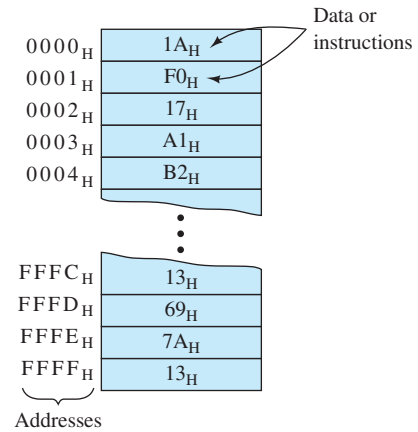 Data or
instructions
0000H 1AH
0001H F0H
0002H 17H
0003H A1H
0004H B2H
FFFCH 13H
FFFDH 69H
FFFEH 7AH
FFFFH 13H
Addresses